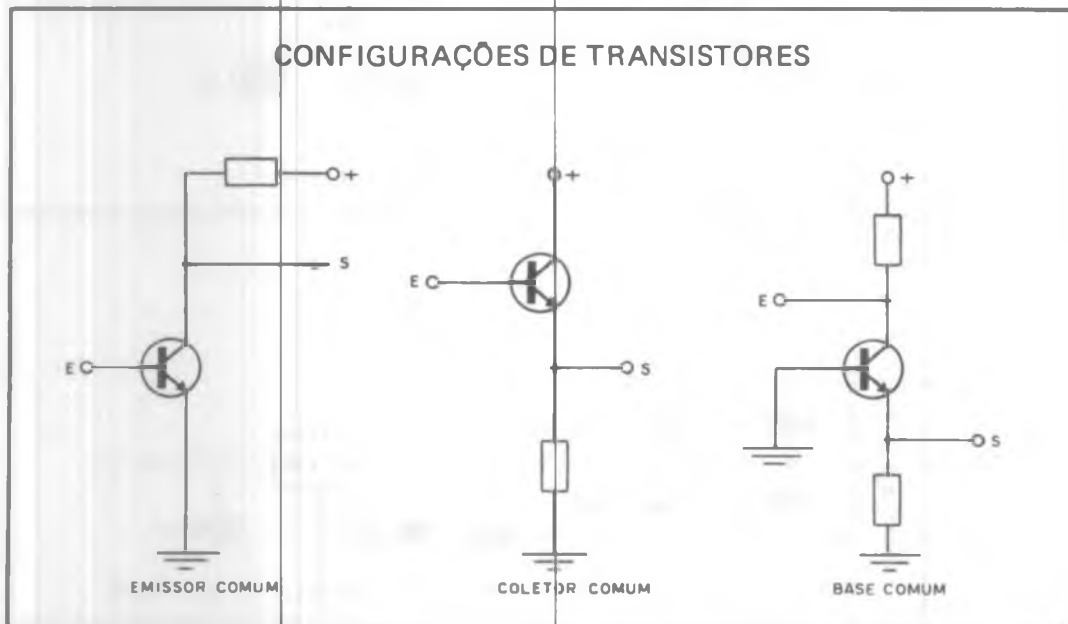 CONFIGURAÇÕES DE TRANSISTORES
+
S
E
EMISSOR COMUM
+
E
S
COLETOR COMUM
+
E
S
BASE COMUM